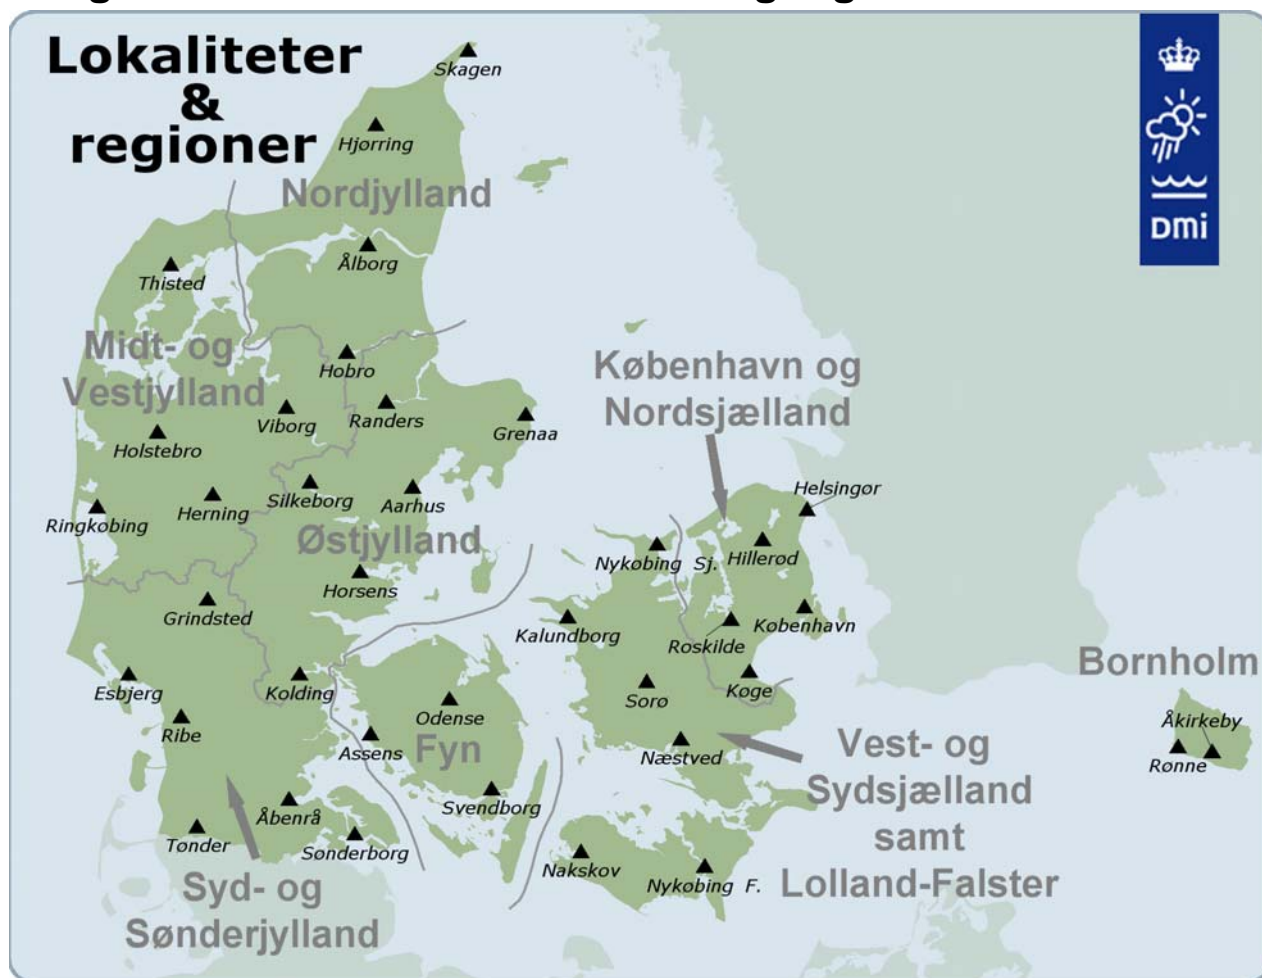 Lokaliteter
&
regioner
Skagen
Hjørring
Nordjylland
Ålborg
Thisted
Midt- og
Vestjylland
Hobro
Viborg
Randers
Grenaa
Holstebro
Silkeborg
Aarhus
Herning
Ringkøbing
Østjylland
Horsens
Grindsted
Esbjerg
Kolding
Ribe
Åbenrå
Tønder
Sønderborg
Syd- og
Sønderjylland
Odense
Assens
Fyn
Svendborg
København og
Nordsjælland
Helsingør
Nykøbing Sj.
Hillerød
Kalundborg
Roskilde
København
Sorø
Køge
Næstved
Vest- og
Sydsjælland
samt
Lolland-Falster
Nakskov
Nykøbing F.
Bornholm
Åkirkeby
Rønne
DMi